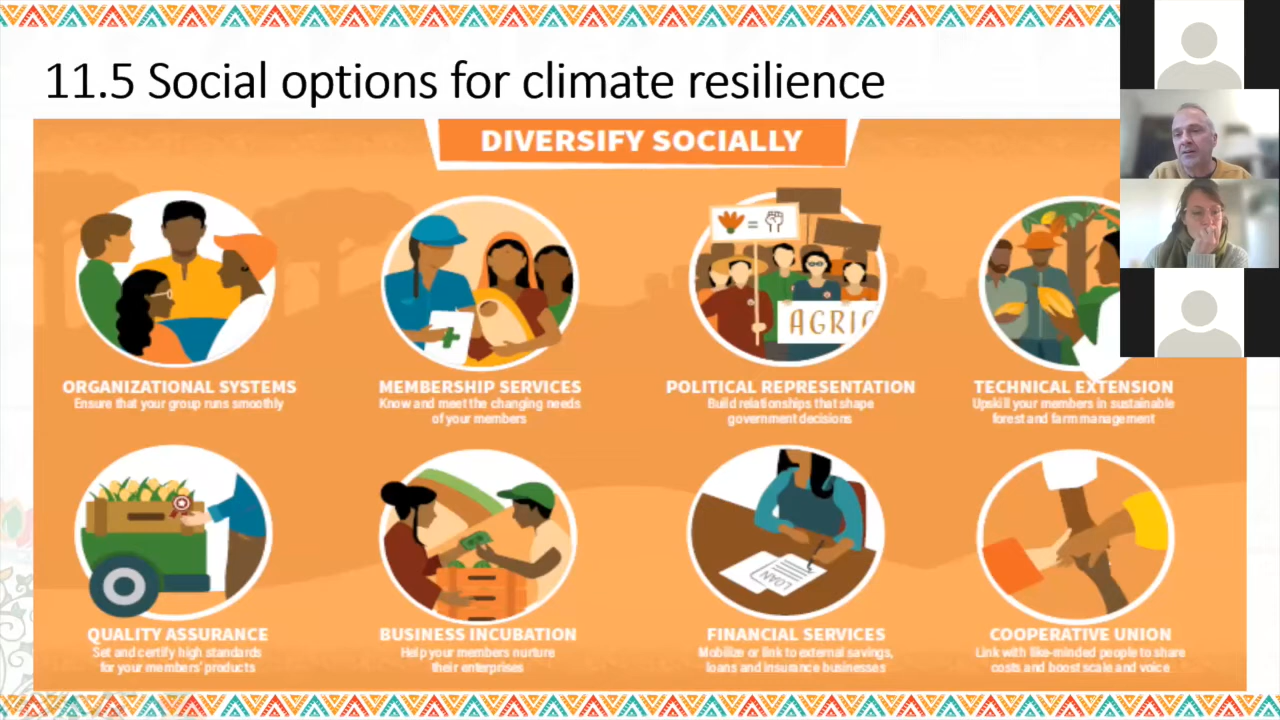 11.5 Social options for climate resilience
DIVERSIFY SOCIALLY
=
AGRIC
ORGANIZATIONAL SYSTEMS
Ensure that your group runs smoothly
MEMBERSHIP SERVICES
Know and meet the changing needs
of your members
POLITICAL REPRESENTATION
Build relationships that shape
government decisions
TECHNICAL EXTENSION
Upskill your members in sustainable
forest and farm management
LOAN
QUALITY ASSURANCE
Set and certify high standards
for your members' products
BUSINESS INCUBATION
Help your members nurture
their enterprises
FINANCIAL SERVICES
Mobilize or link to external savings,
loans and insurance businesses
COOPERATIVE UNION
Link with like-minded people to share
costs and boost scale and voice